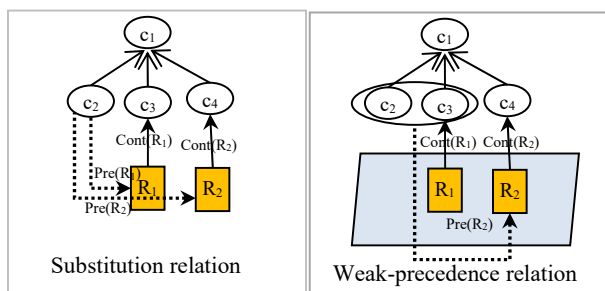 c1
c2
c3
c4
Cont(R1)
Cont(R2)
Pre(R1)
R1
R2
Pre(R2)
Substitution relation
c1
c2
c3
c4
Cont(R1)
Cont(R2)
R1
R2
Pre(R2)
Weak-precedence relation